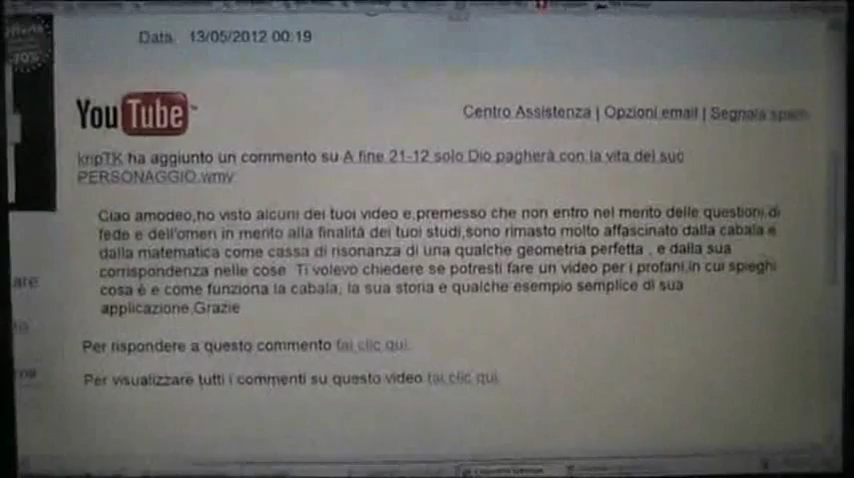 Data 13/05/2012 00:19
You Tube
Centro Assistenza | Opzioni email | Segnala spam
ha aggiunto un commento su A fine 21-12 solo Dio pagherà con la vita del suo
PERSONAGGIO.wmv
Ciao amodeo,ho visto alcuni dei tuoi video e,premesso che non entro nel merito delle questioni,di
fede e dell'omen in merito alla finalità dei tuoi studi,sono rimasto molto affascinato dalla cabala e
dalla matematica come cassa di risonanza di una qualche geometria perfetta , e dalla sua
corrispondenza nelle cose Ti volevo chiedere se potresti fare un video per i profani,in cui spieghi
cosa è e come funziona la cabala, la sua storia e qualche esempio semplice di sua
applicazione,Grazie
Per rispondere a questo commento fai clic qui.
Per visualizzare tutti i commenti su questo video fai clic qui.
70%
are